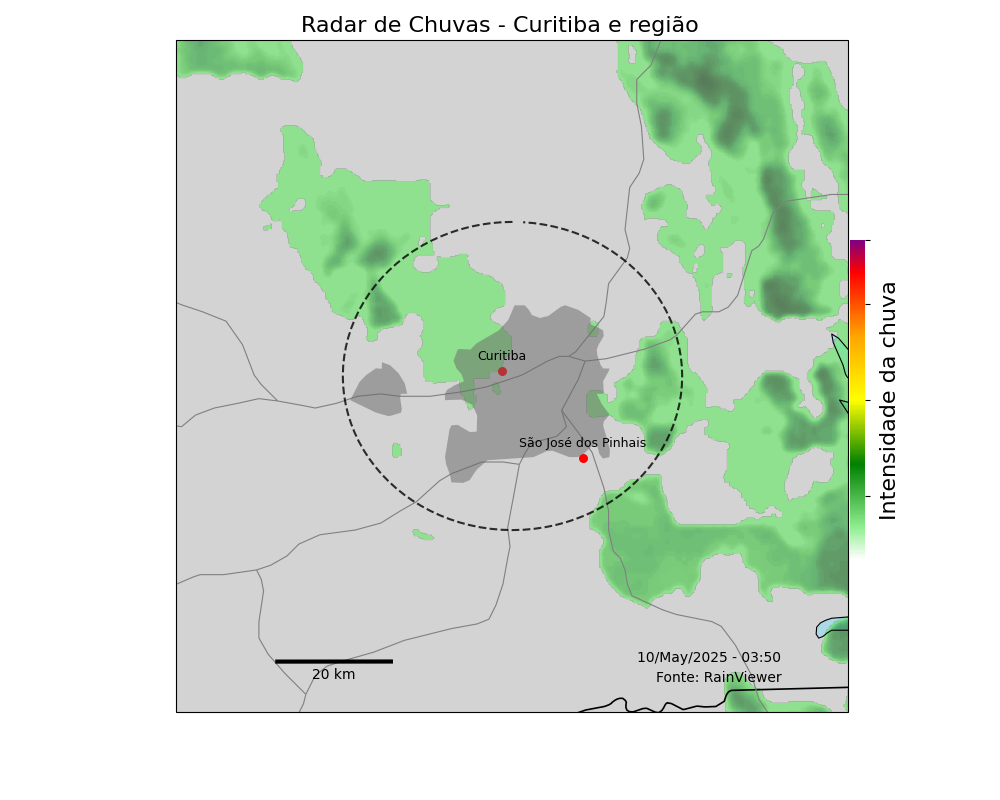 Radar de Chuvas - Curitiba e região
Curitiba
São José dos Pinhais
Intensidade da chuva
10/May/2025 - 03:50
Fonte: RainViewer
20 km